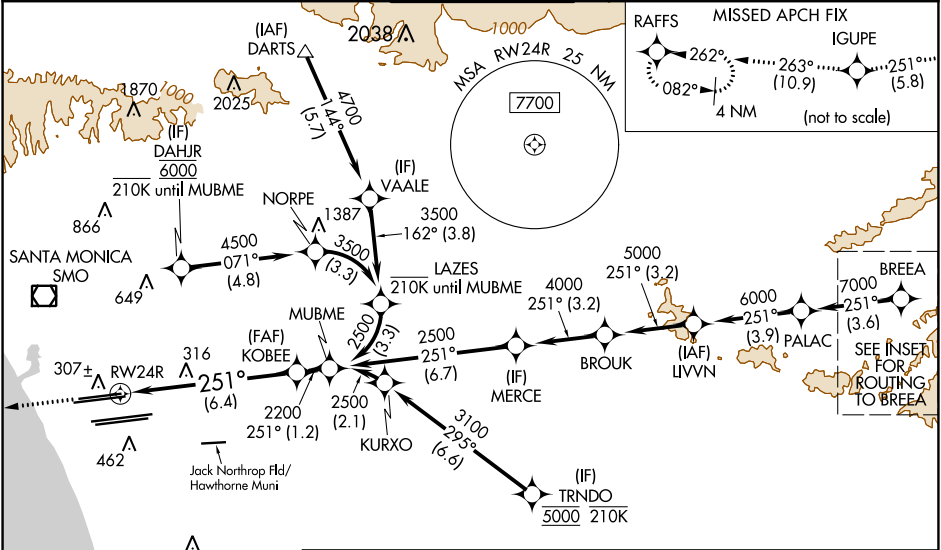 (IAF)
DARTS
2038
1000
MISSED APCH FIX
RAFFS
IGUPE
262°
263°
(10.9)
251°
(5.8)
082°
4 NM
(not to scale)
MSA RW24R 25 NM
7700
1870
1000
2025
4700
144°
(5.7)
(IF)
DAHJR
6000
210K until MUBME
(IF)
VAALE
NORPE
1387
3500
162° (3.8)
866
4500
071°
(4.8)
3500
(3.3)
SANTA MONICA
SMO
649
LAZES
210K until MUBME
5000
251° (3.2)
4000
251° (3.2)
BREEA
7000
251°
(3.6)
6000
251°
(3.9)
PALAC
MUBME
2500
(3.3)
2500
251°
(6.7)
BROUK
(IAF)
LIVVN
SEE INSET
FOR
ROUTING
TO BREEA
(FAF)
KOBEE
316
307±
RW24R
251°
(6.4)
(IF)
MERCE
2200
251° (1.2)
2500
(2.1)
KURXO
3100
295°
(6.6)
462
Jack Northrop Fld/
Hawthorne Muni
(IF)
TRNDO
5000 210K